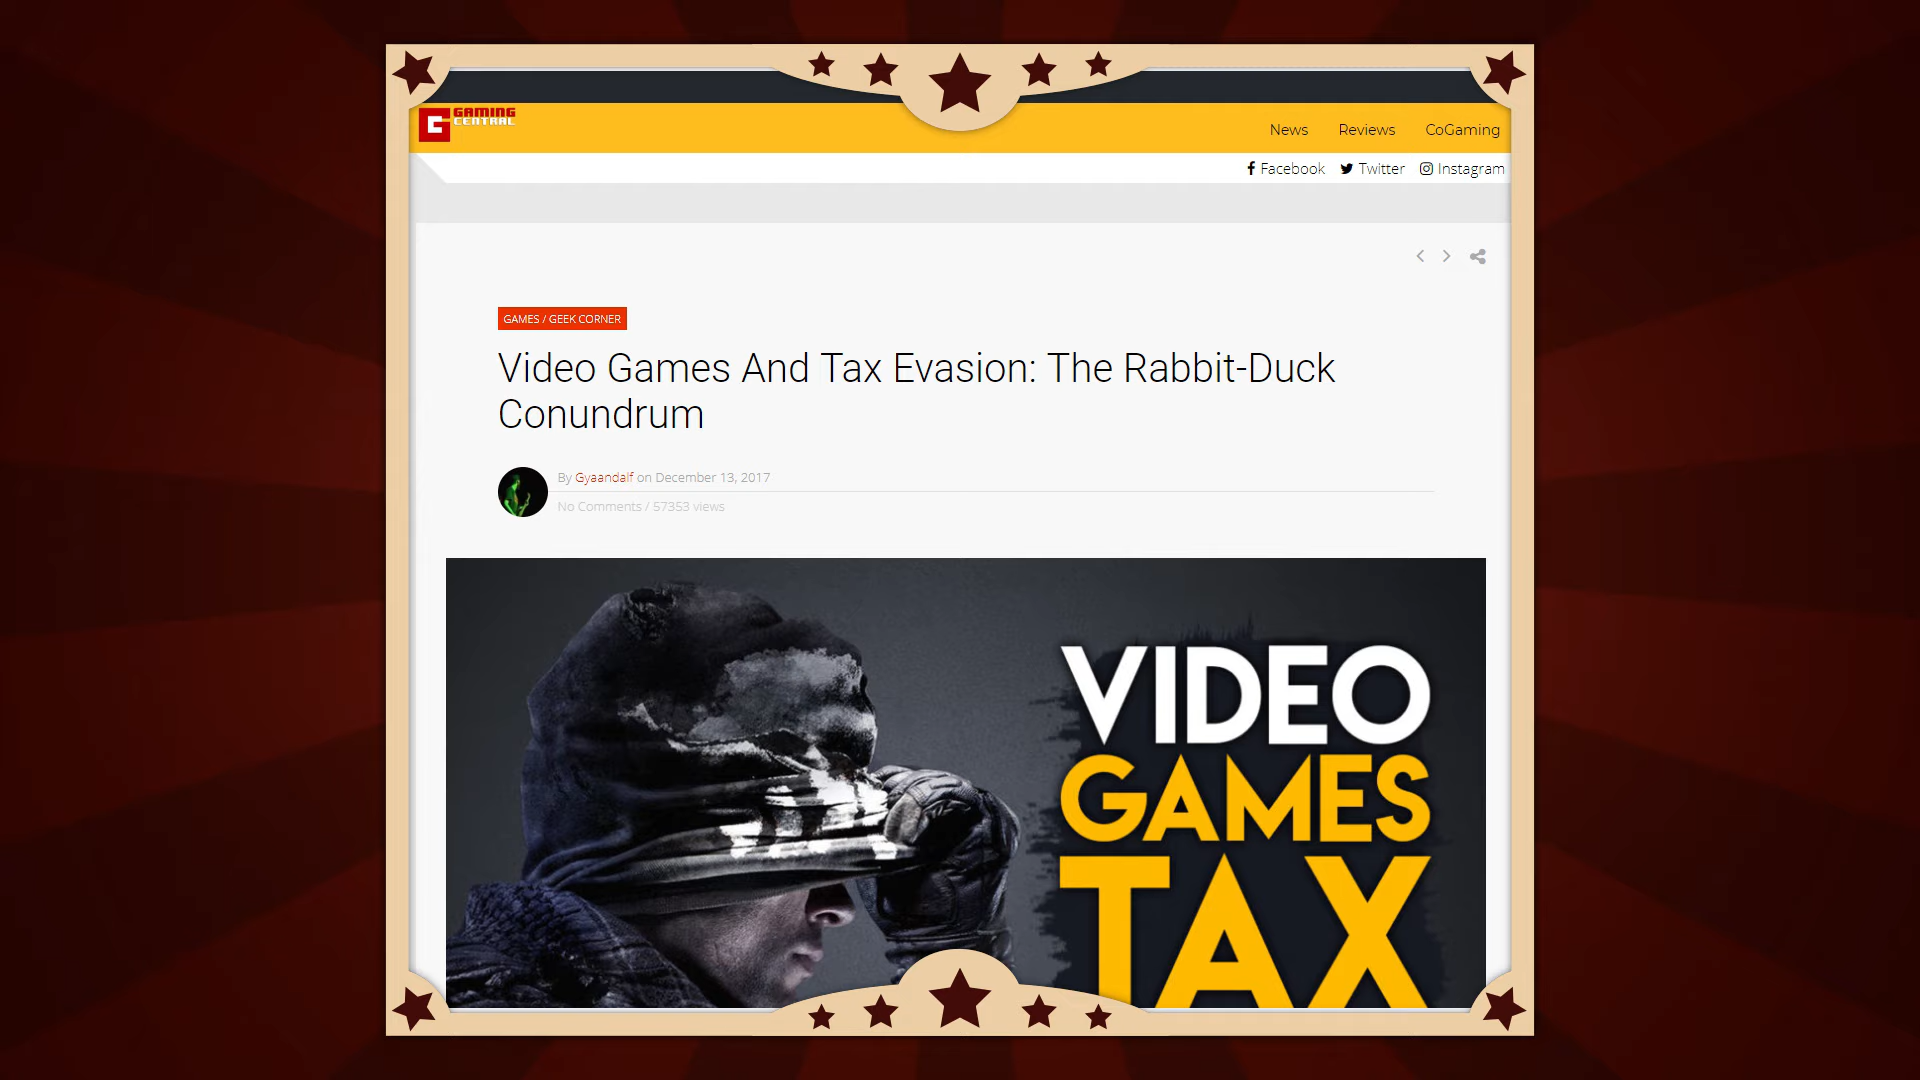 GAMING
CENTRAL
News Reviews CoGaming
Facebook Twitter Instagram
GAMES / GEEK CORNER
Video Games And Tax Evasion: The Rabbit-Duck
Conundrum
By Gyaandalf on December 13, 2017
No Comments / 57353 views
VIDEO
GAMES
TAX